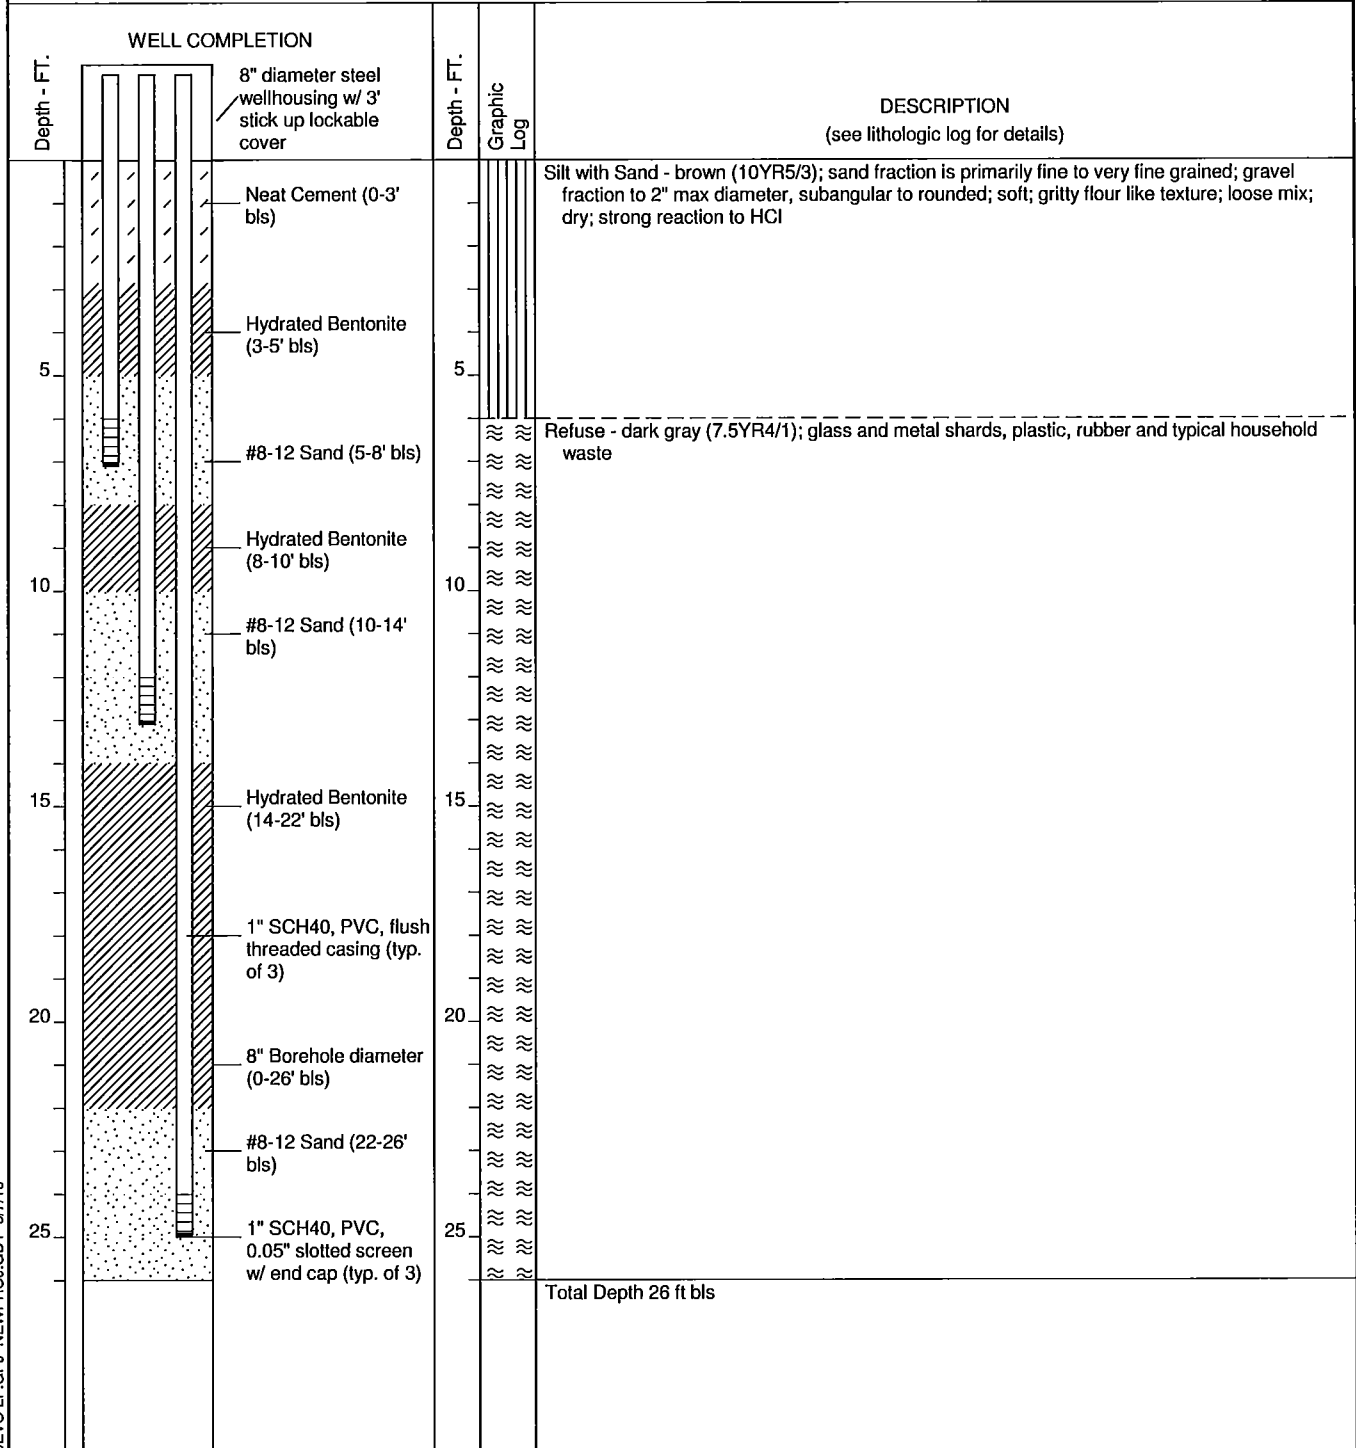 WELL COMPLETION
Depth - FT.
8" diameter steel
wellhousing w/ 3'
stick up lockable
cover
Depth - FT.
Graphic
Log
DESCRIPTION
(see lithologic log for details)
Neat Cement (0-3'
bls)
Hydrated Bentonite
(3-5' bls)
5
#8-12 Sand (5-8' bls)
Hydrated Bentonite
(8-10' bls)
10
#8-12 Sand (10-14'
bls)
15
Hydrated Bentonite
(14-22' bls)
1" SCH40, PVC, flush
threaded casing (typ.
of 3)
20
8" Borehole diameter
(0-26' bls)
#8-12 Sand (22-26'
bls)
25
1" SCH40, PVC,
0.05" slotted screen
w/ end cap (typ. of 3)
5
10
15
20
25
Silt with Sand - brown (10YR5/3); sand fraction is primarily fine to very fine grained; gravel
fraction to 2" max diameter, subangular to rounded; soft; gritty flour like texture; loose mix;
dry; strong reaction to HCl
Refuse - dark gray (7.5YR4/1); glass and metal shards, plastic, rubber and typical household
waste
Total Depth 26 ft bls